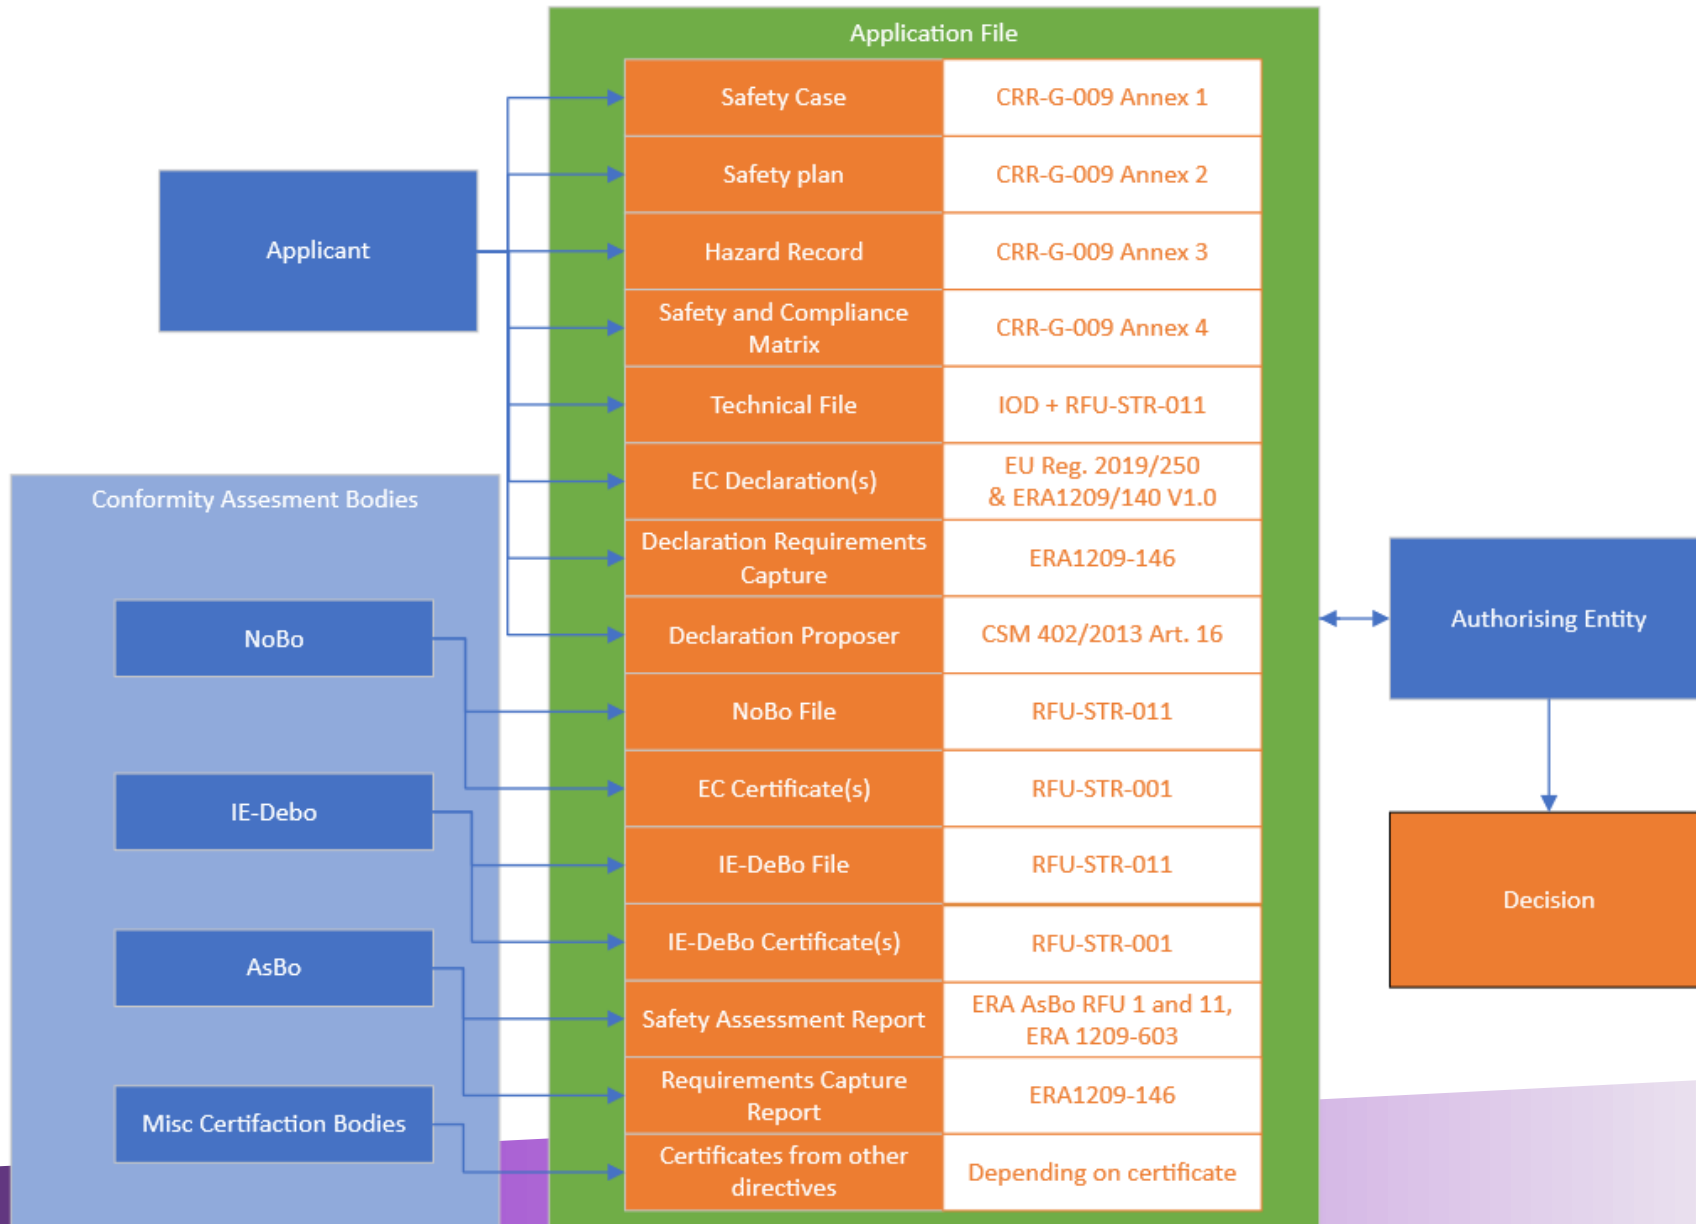 Application File
Safety Case
CRR-G-009 Annex 1
Safety plan
CRR-G-009 Annex 2
Applicant
Hazard Record
CRR-G-009 Annex 3
Safety and Compliance
Matrix
CRR-G-009 Annex 4
Technical File
IOD + RFU-STR-011
Conformity Assesment Bodies
EC Declaration(s)
EU Reg. 2019/250
& ERA1209/140 V1.0
Declaration Requirements
Capture
ERA1209-146
NoBo
Declaration Proposer
CSM 402/2013 Art. 16
Authorising Entity
NoBo File
RFU-STR-011
IE-Debo
EC Certificate(s)
RFU-STR-001
IE-DeBo File
RFU-STR-011
Decision
AsBo
IE-DeBo Certificate(s)
RFU-STR-001
Safety Assessment Report
ERA AsBo RFU 1 and 11,
ERA 1209-603
Misc Certifaction Bodies
Requirements Capture
Report
ERA1209-146
Certificates from other
directives
Depending on certificate